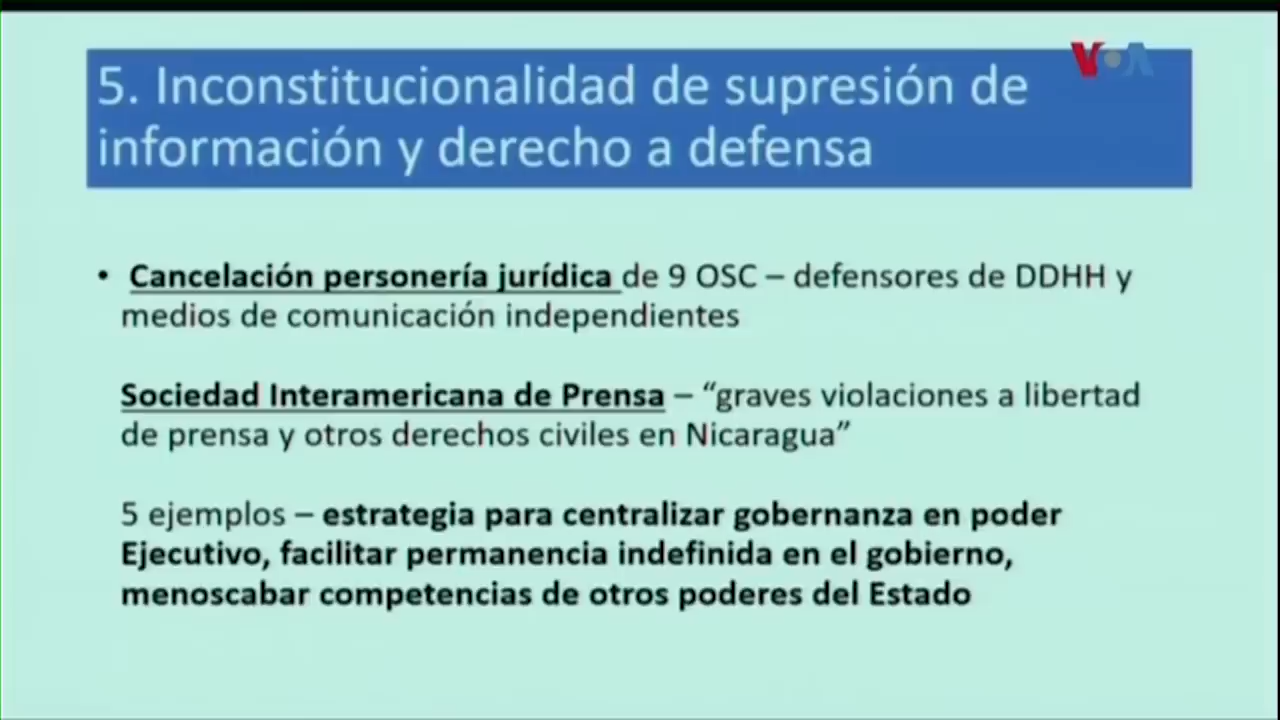 VOA
5. Inconstitucionalidad de supresión de
información y derecho a defensa
• Cancelación personería jurídica de 9 OSC – defensores de DDHH y
medios de comunicación independientes
Sociedad Interamericana de Prensa – “graves violaciones a libertad
de prensa y otros derechos civiles en Nicaragua”
5 ejemplos – estrategia para centralizar gobernanza en poder
Ejecutivo, facilitar permanencia indefinida en el gobierno,
menoscabar competencias de otros poderes del Estado